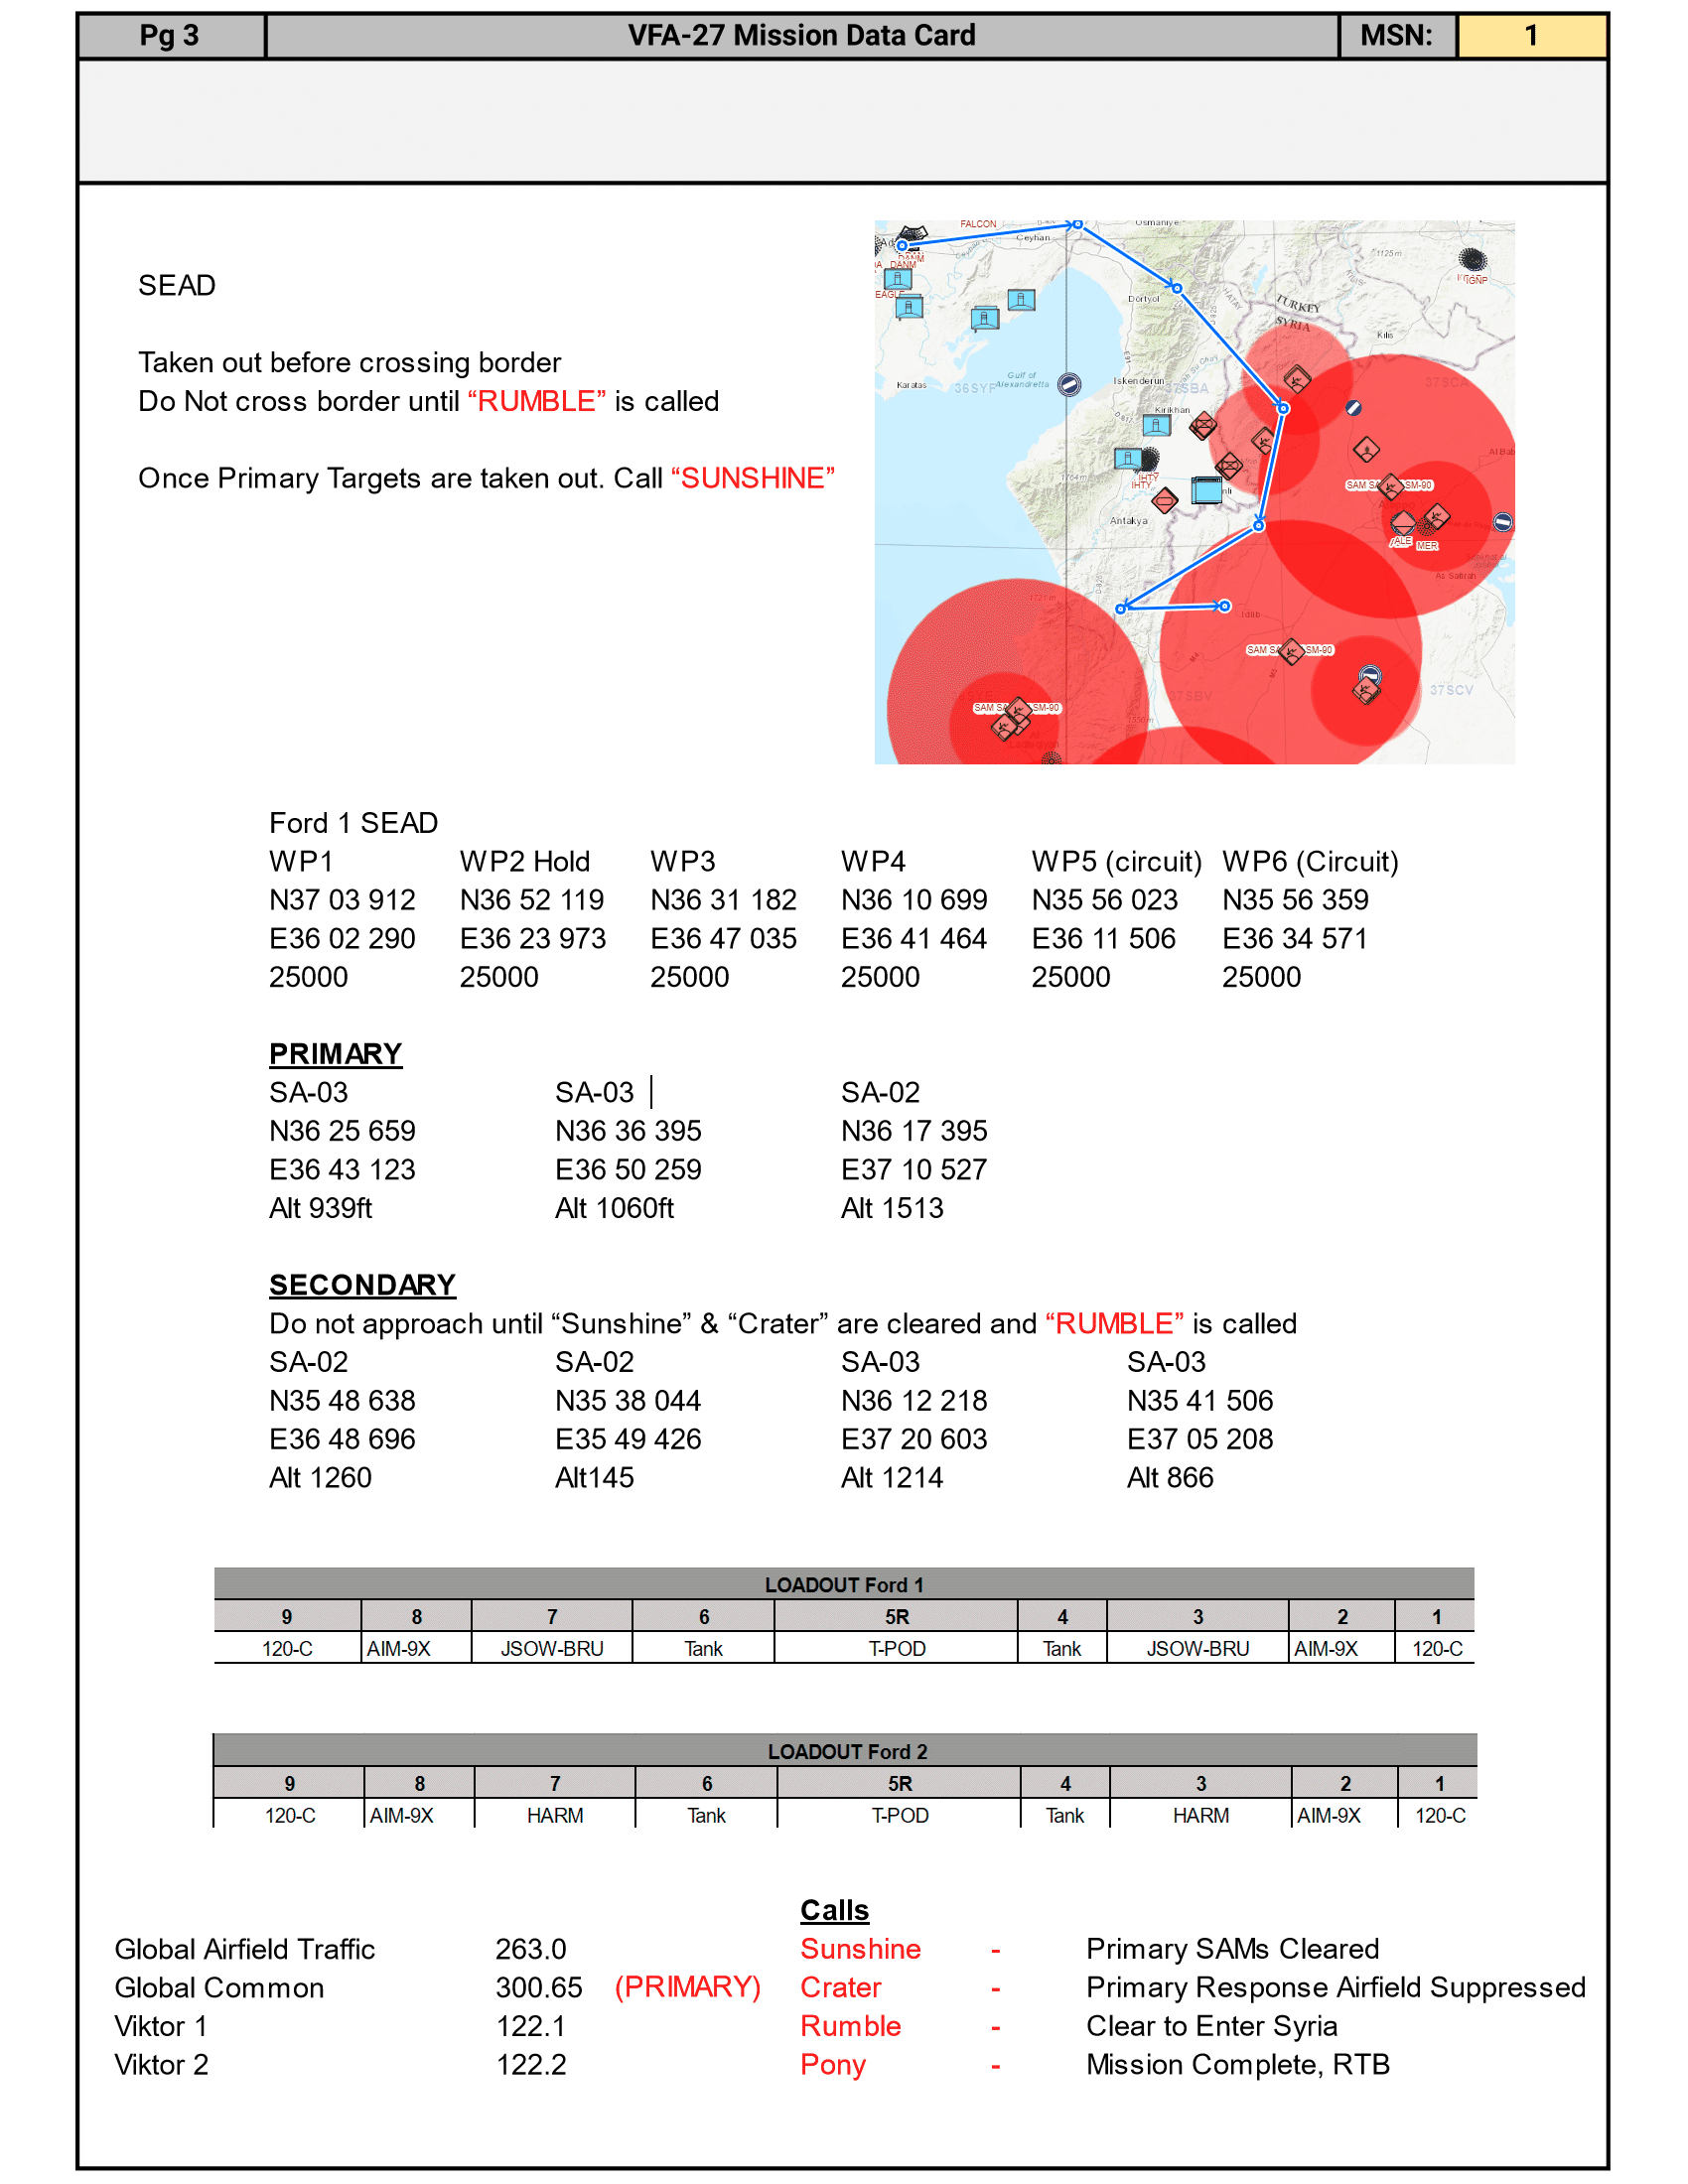 Pg 3 VFA-27 Mission Data Card MSN: 1
SEAD
Taken out before crossing border
Do Not cross border until “RUMBLE” is called
Once Primary Targets are taken out. Call “SUNSHINE”
FALCON
Osmaniye
Ceyhan
DANM
EAGLE
1125 m
IGNP
Dörtyol
HATAY
TURKEY
SYRIA
Kilis
Gulf of
Alexandretta
Karatas
36SYF
Iskenderun
37SBA
37SCA
Kirikhan
IHTY
IHTY
1764 m
Antakya
Al Bab
SM-90
ALE
MER
As Safirah
1721 m
Idlib
SM-90
37SBV
37SCV
SM-90
1550 m
Ford 1 SEAD
WP1 WP2 Hold WP3 WP4 WP5 (circuit) WP6 (Circuit)
N37 03 912 N36 52 119 N36 31 182 N36 10 699 N35 56 023 N35 56 359
E36 02 290 E36 23 973 E36 47 035 E36 41 464 E36 11 506 E36 34 571
25000 25000 25000 25000 25000 25000
PRIMARY
SA-03 SA-03 SA-02
N36 25 659 N36 36 395 N36 17 395
E36 43 123 E36 50 259 E37 10 527
Alt 939ft Alt 1060ft Alt 1513
SECONDARY
Do not approach until “Sunshine” & “Crater” are cleared and “RUMBLE” is called
SA-02 SA-02 SA-03 SA-03
N35 48 638 N35 38 044 N36 12 218 N35 41 506
E36 48 696 E35 49 426 E37 20 603 E37 05 208
Alt 1260 Alt145 Alt 1214 Alt 866
LOADOUT Ford 1
9 8 7 6 5R 4 3 2 1
120-C AIM-9X JSOW-BRU Tank T-POD Tank JSOW-BRU AIM-9X 120-C
LOADOUT Ford 2
9 8 7 6 5R 4 3 2 1
120-C AIM-9X HARM Tank T-POD Tank HARM AIM-9X 120-C
Calls
Global Airfield Traffic 263.0 Sunshine - Primary SAMs Cleared
Global Common 300.65 (PRIMARY) Crater - Primary Response Airfield Suppressed
Viktor 1 122.1 Rumble - Clear to Enter Syria
Viktor 2 122.2 Pony - Mission Complete, RTB